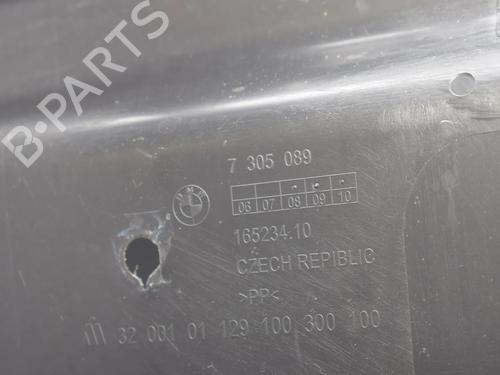 B-PARTS
7 305 089
BMW
06 07 08 09 10
165234.10
CZECH REPIBLIC
>PP<
32 001 01 129 100 300 100